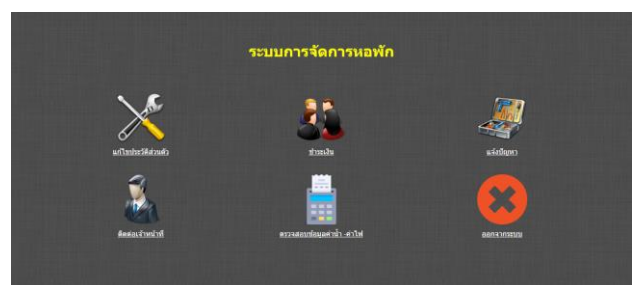 ระบบการจัดการหอพัก
แก้ไขประวัติส่วนตัว
ชำระเงิน
แจ้งปัญหา
ติดต่อเจ้าหน้าที่
ตรวจสอบข้อมูลค่าน้ำ -ค่าไฟ
ออกจากระบบ